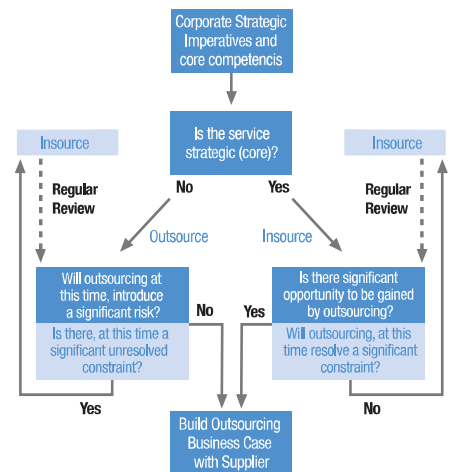 Corporate Strategic
Imperatives and
core competencis
Is the service
strategic (core)?
Insource
Insource
Regular
Review
No
Yes
Regular
Review
Outsource
Insource
Will outsourcing at
this time, introduce
a significant risk?
Is there, at this time a
significant unresolved
constraint?
No
Yes
Is there significant
opportunity to be gained
by outsourcing?
Will outsourcing, at this
time resolve a significant
constraint?
Yes
No
Build Outsourcing
Business Case
with Supplier